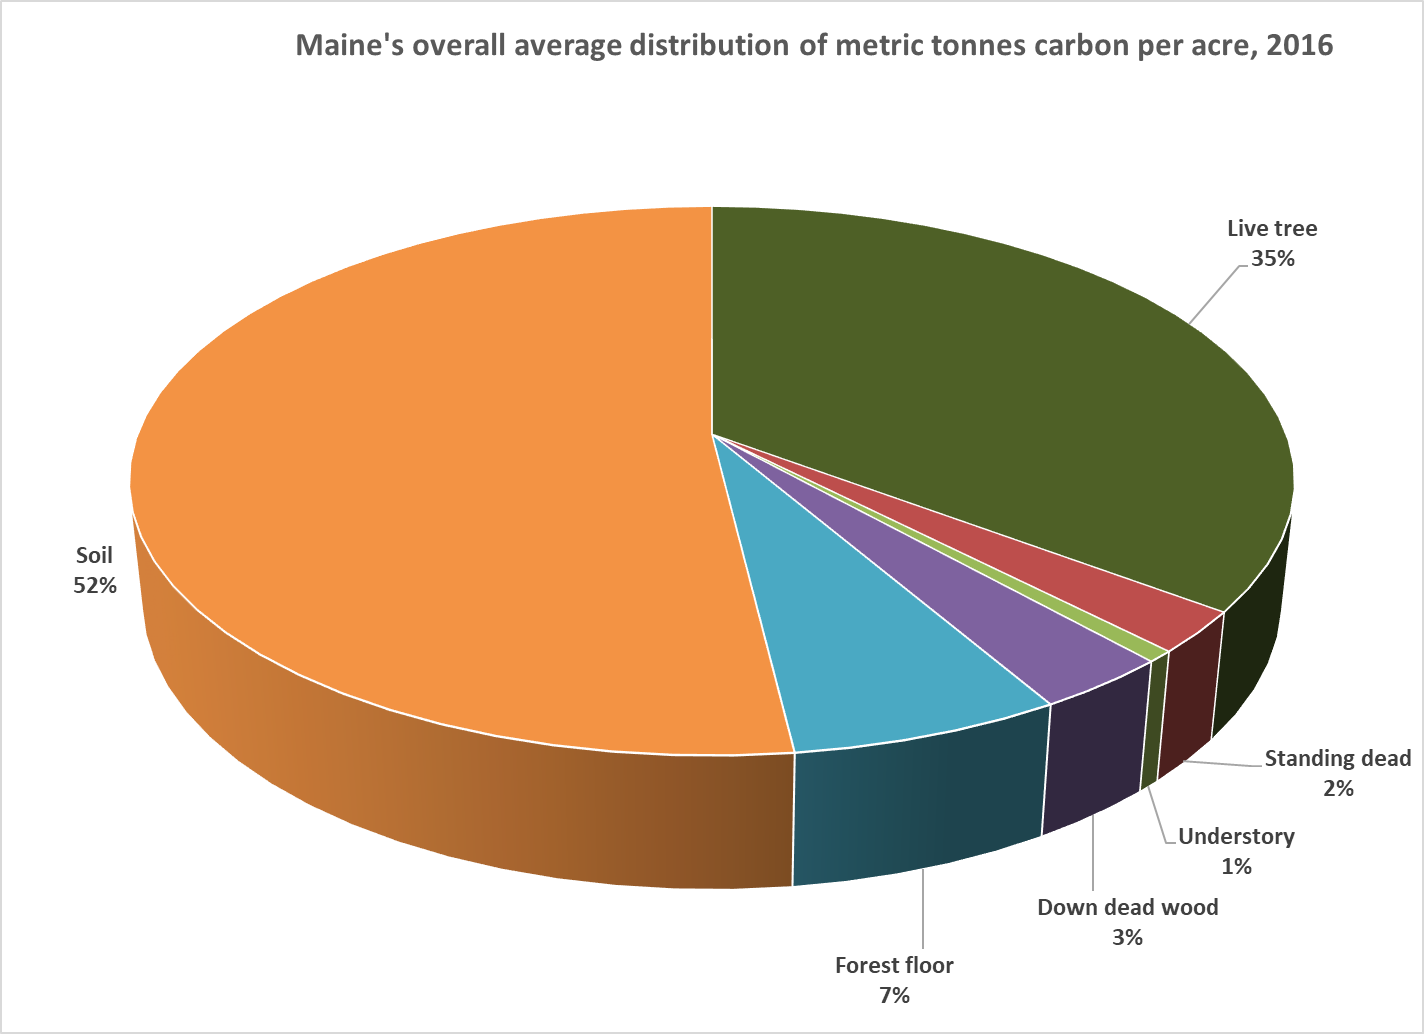 Maine's overall average distribution of metric tonnes carbon per acre, 2016
Live tree
35%
Soil
52%
Standing dead
2%
Understory
1%
Down dead wood
3%
Forest floor
7%